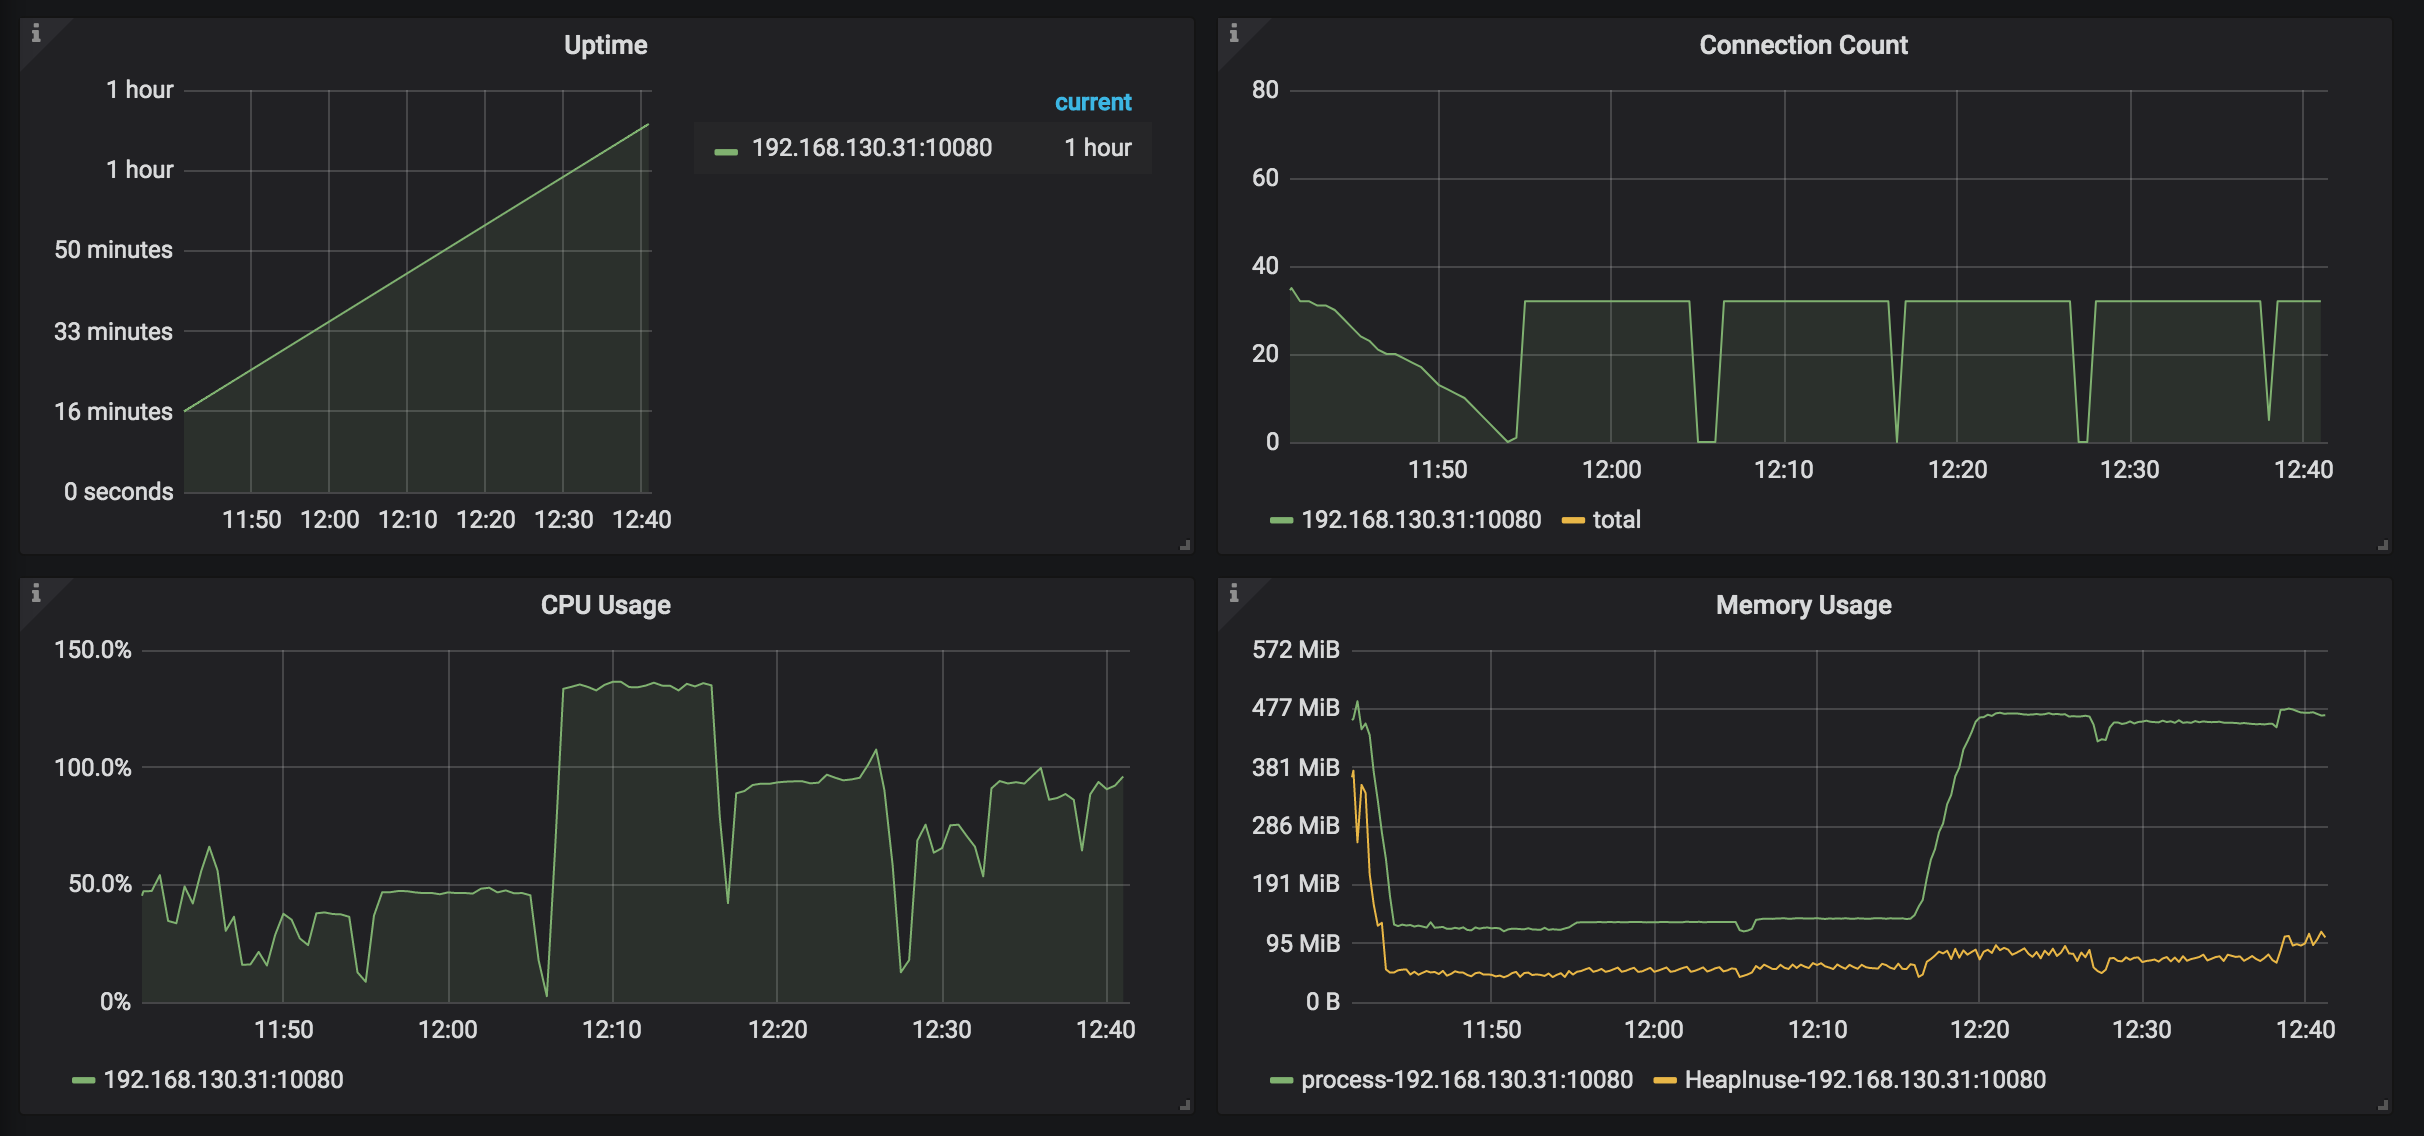 Uptime
1 hour
1 hour
50 minutes
33 minutes
16 minutes
0 seconds
11:50 12:00 12:10 12:20 12:30 12:40
current
192.168.130.31:10080 1 hour
Connection Count
80
60
40
20
0
11:50 12:00 12:10 12:20 12:30 12:40
192.168.130.31:10080 total
CPU Usage
150.0%
100.0%
50.0%
0%
11:50 12:00 12:10 12:20 12:30 12:40
192.168.130.31:10080
Memory Usage
572 MiB
477 MiB
381 MiB
286 MiB
191 MiB
95 MiB
0 B
11:50 12:00 12:10 12:20 12:30 12:40
process-192.168.130.31:10080 HeapInuse-192.168.130.31:10080